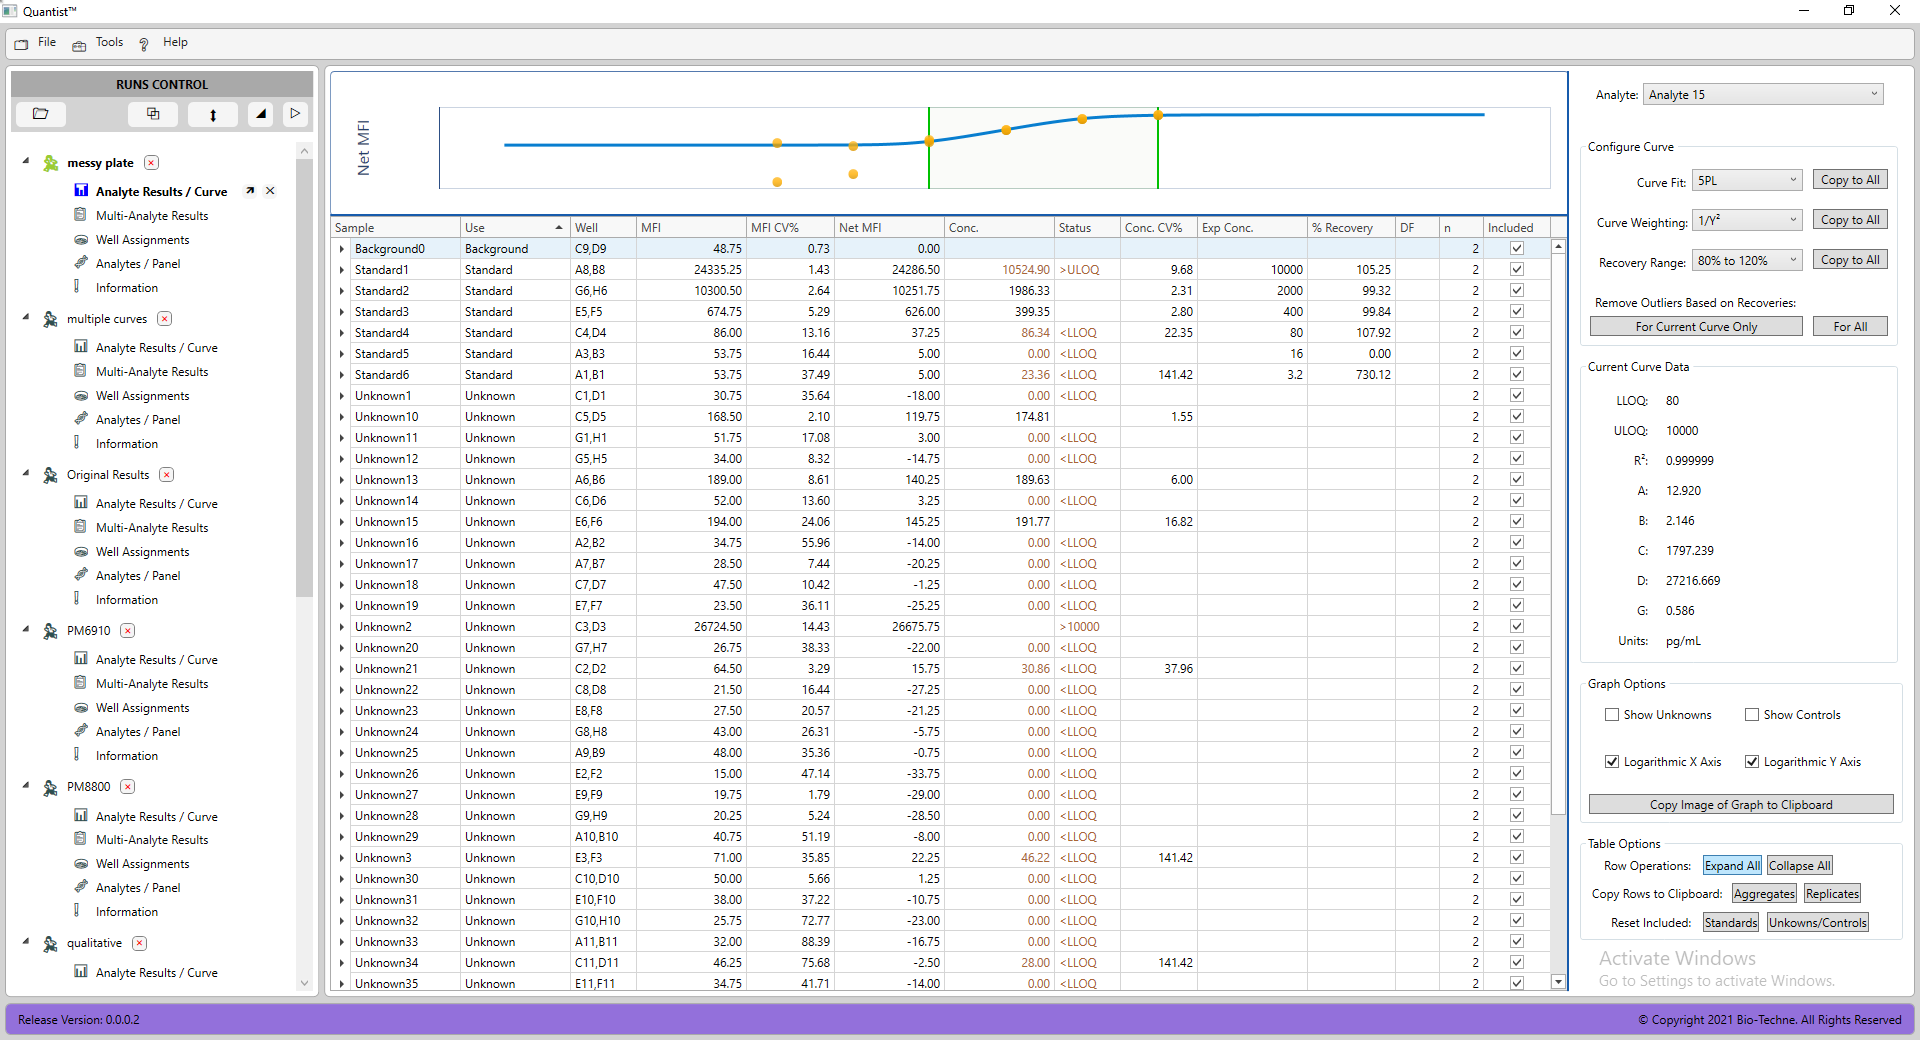 Quantist™
File Tools Help
RUNS CONTROL
messy plate
Analyte Results / Curve
Multi-Analyte Results
Well Assignments
Analytes / Panel
Information
multiple curves
Analyte Results / Curve
Multi-Analyte Results
Well Assignments
Analytes / Panel
Information
Original Results
Analyte Results / Curve
Multi-Analyte Results
Well Assignments
Analytes / Panel
Information
PM6910
Analyte Results / Curve
Multi-Analyte Results
Well Assignments
Analytes / Panel
Information
PM8800
Analyte Results / Curve
Multi-Analyte Results
Well Assignments
Analytes / Panel
Information
qualitative
Analyte Results / Curve
Net MFI
Sample Use Well MFI MFI CV% Net MFI Conc. Status Conc. CV% Exp Conc. % Recovery DF n Included
Background0 Background C9,D9 48.75 0.73 0.00 2
Standard1 Standard A8,B8 24335.25 1.43 24286.50 10524.90 >ULOQ 9.68 10000 105.25 2
Standard2 Standard G6,H6 10300.50 2.64 10251.75 1986.33 2.31 2000 99.32 2
Standard3 Standard E5,F5 674.75 5.29 626.00 399.35 2.80 400 99.84 2
Standard4 Standard C4,D4 86.00 13.16 37.25 86.34 <LLOQ 22.35 80 107.92 2
Standard5 Standard A3,B3 53.75 16.44 5.00 0.00 <LLOQ 16 0.00 2
Standard6 Standard A1,B1 53.75 37.49 5.00 23.36 <LLOQ 141.42 3.2 730.12 2
Unknown1 Unknown C1,D1 30.75 35.64 -18.00 0.00 <LLOQ 2
Unknown10 Unknown C5,D5 168.50 2.10 119.75 174.81 1.55 2
Unknown11 Unknown G1,H1 51.75 17.08 3.00 0.00 <LLOQ 2
Unknown12 Unknown G5,H5 34.00 8.32 -14.75 0.00 <LLOQ 2
Unknown13 Unknown A6,B6 189.00 8.61 140.25 189.63 6.00 2
Unknown14 Unknown C6,D6 52.00 13.60 3.25 0.00 <LLOQ 2
Unknown15 Unknown E6,F6 194.00 24.06 145.25 191.77 16.82 2
Unknown16 Unknown A2,B2 34.75 55.96 -14.00 0.00 <LLOQ 2
Unknown17 Unknown A7,B7 28.50 7.44 -20.25 0.00 <LLOQ 2
Unknown18 Unknown C7,D7 47.50 10.42 -1.25 0.00 <LLOQ 2
Unknown19 Unknown E7,F7 23.50 36.11 -25.25 0.00 <LLOQ 2
Unknown2 Unknown C3,D3 26724.50 14.43 26675.75 >10000 2
Unknown20 Unknown G7,H7 26.75 38.33 -22.00 0.00 <LLOQ 2
Unknown21 Unknown C2,D2 64.50 3.29 15.75 30.86 <LLOQ 37.96 2
Unknown22 Unknown C8,D8 21.50 16.44 -27.25 0.00 <LLOQ 2
Unknown23 Unknown E8,F8 27.50 20.57 -21.25 0.00 <LLOQ 2
Unknown24 Unknown G8,H8 43.00 26.31 -5.75 0.00 <LLOQ 2
Unknown25 Unknown A9,B9 48.00 35.36 -0.75 0.00 <LLOQ 2
Unknown26 Unknown E2,F2 15.00 47.14 -33.75 0.00 <LLOQ 2
Unknown27 Unknown E9,F9 19.75 1.79 -29.00 0.00 <LLOQ 2
Unknown28 Unknown G9,H9 20.25 5.24 -28.50 0.00 <LLOQ 2
Unknown29 Unknown A10,B10 40.75 51.19 -8.00 0.00 <LLOQ 2
Unknown3 Unknown E3,F3 71.00 35.85 22.25 46.22 <LLOQ 141.42 2
Unknown30 Unknown C10,D10 50.00 5.66 1.25 0.00 <LLOQ 2
Unknown31 Unknown E10,F10 38.00 37.22 -10.75 0.00 <LLOQ 2
Unknown32 Unknown G10,H10 25.75 72.77 -23.00 0.00 <LLOQ 2
Unknown33 Unknown A11,B11 32.00 88.39 -16.75 0.00 <LLOQ 2
Unknown34 Unknown C11,D11 46.25 75.68 -2.50 28.00 <LLOQ 141.42 2
Unknown35 Unknown E11,F11 34.75 41.71 -14.00 0.00 <LLOQ 2
Analyte: Analyte 15
Configure Curve
Curve Fit: 5PL Copy to All
Curve Weighting: 1/Y² Copy to All
Recovery Range: 80% to 120% Copy to All
Remove Outliers Based on Recoveries:
For Current Curve Only For All
Current Curve Data
LLOQ: 80
ULOQ: 10000
R²: 0.999999
A: 12.920
B: 2.146
C: 1797.239
D: 27216.669
G: 0.586
Units: pg/mL
Graph Options
Show Unknowns Show Controls
Logarithmic X Axis Logarithmic Y Axis
Copy Image of Graph to Clipboard
Table Options
Row Operations: Expand All Collapse All
Copy Rows to Clipboard: Aggregates Replicates
Reset Included: Standards Unkowns/Controls
Activate Windows
Go to Settings to activate Windows.
Release Version: 0.0.0.2
© Copyright 2021 Bio-Techne. All Rights Reserved